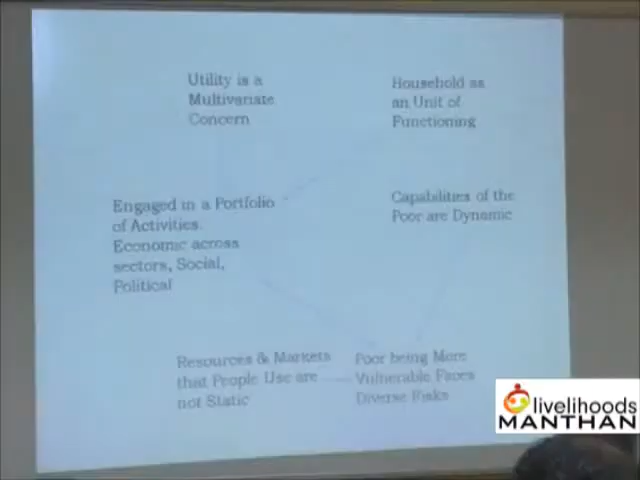 Utility is a
Multivariate
Concern
Household as
an Unit of
Functioning
Engaged in a Portfolio
of Activities.
Economic across
sectors, Social,
Political
Capabilities of the
Poor are Dynamic
Resources & Markets
that People Use are
not Static
Poor being More
Vulnerable Faces
Diverse Risks
livelihoods
MANTHAN